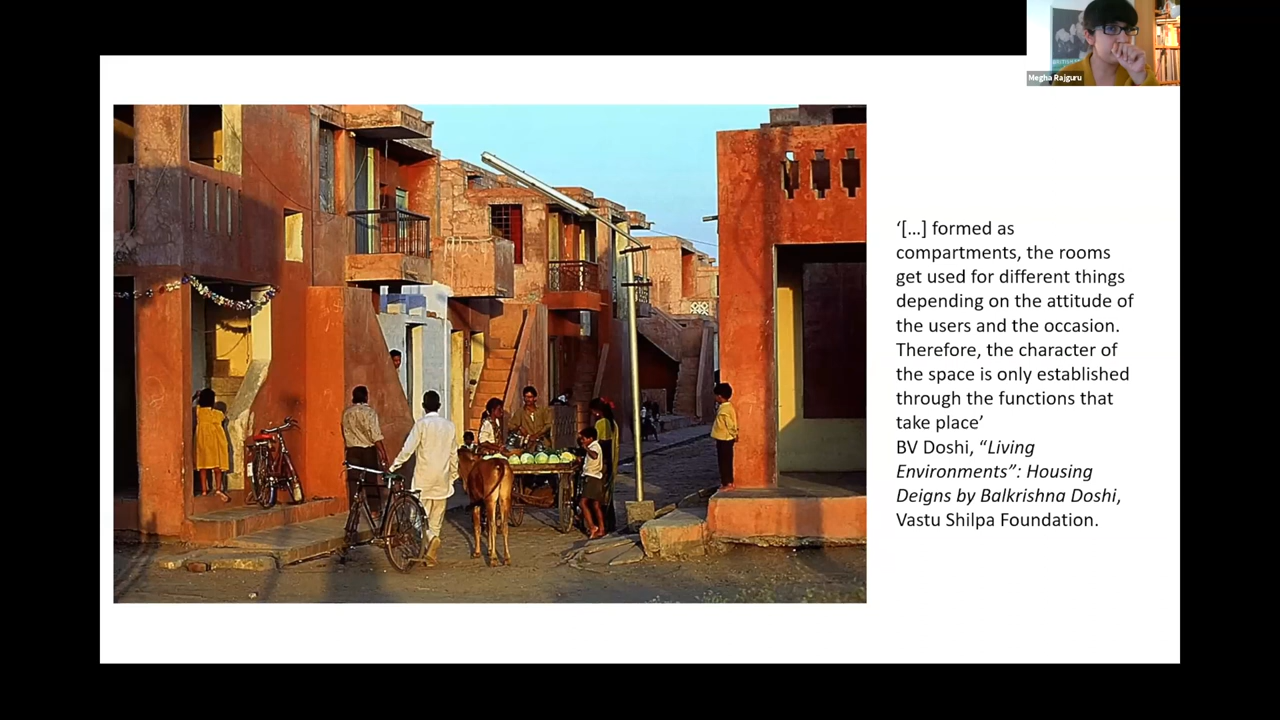 Megha Rajguru
‘[…] formed as
compartments, the rooms
get used for different things
depending on the attitude of
the users and the occasion.
Therefore, the character of
the space is only established
through the functions that
take place’
BV Doshi, “Living
Environments”: Housing
Deigns by Balkrishna Doshi,
Vastu Shilpa Foundation.